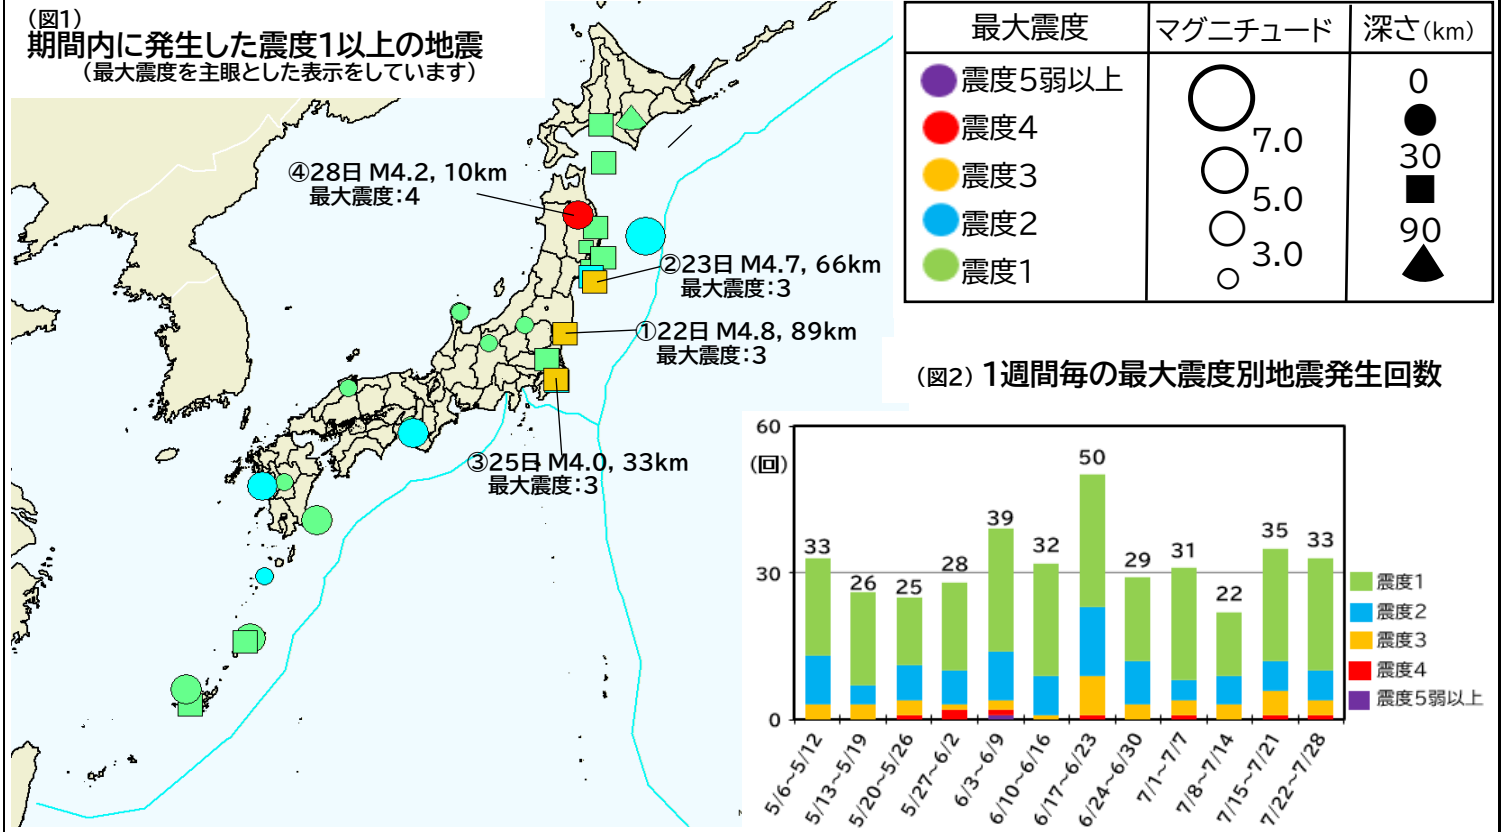 (図1)
期間内に発生した震度1以上の地震
(最大震度を主眼とした表示をしています)
④28日 M4.2, 10km
最大震度:4
②23日 M4.7, 66km
最大震度:3
①22日 M4.8, 89km
最大震度:3
③25日 M4.0, 33km
最大震度:3
最大震度 マグニチュード 深さ(km)
震度5弱以上
震度4
震度3
震度2
震度1
7.0
5.0
3.0
0
30
90
(図2) 1週間毎の最大震度別地震発生回数
60
(回)
30
0
33 26 25 28 39 32 50 29 31 22 35 33
5/6~5/12
5/13~5/19
5/20~5/26
5/27~6/2
6/3~6/9
6/10~6/16
6/17~6/23
6/24~6/30
7/1~7/7
7/8~7/14
7/15~7/21
7/22~7/28
震度1
震度2
震度3
震度4
震度5弱以上